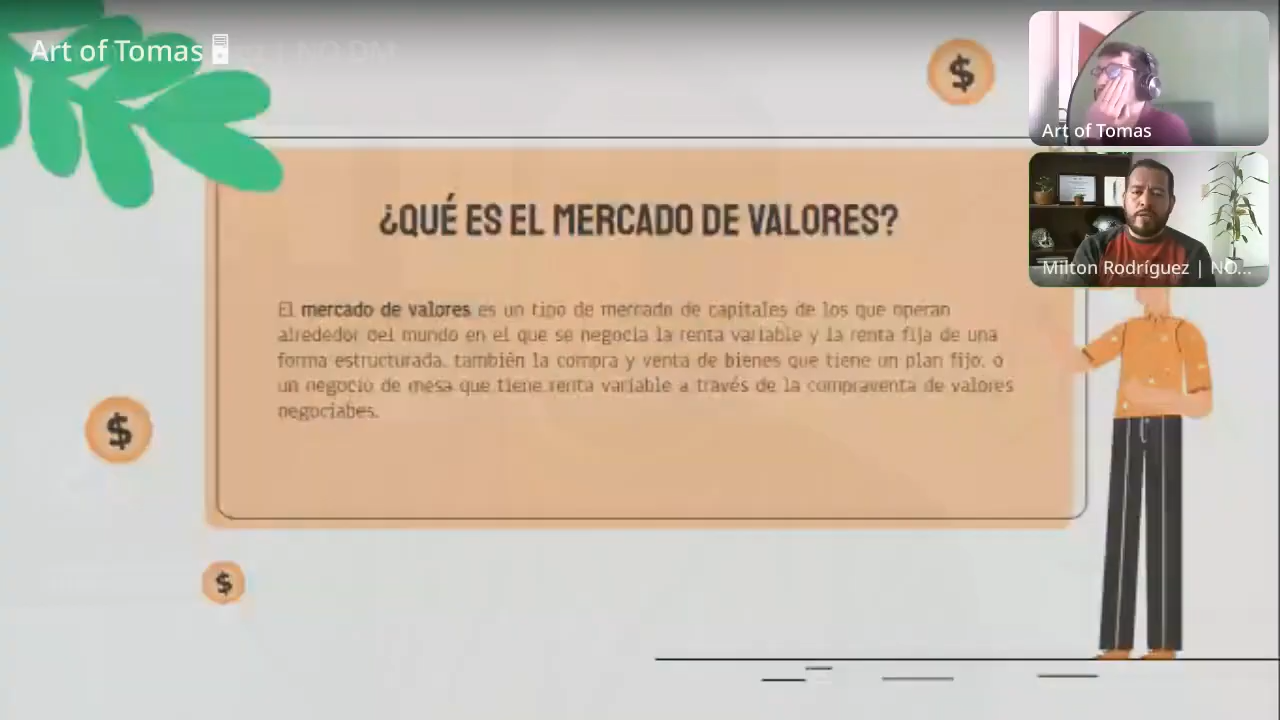 Art of Tomas
$
Art of Tomas
¿QUÉ ES EL MERCADO DE VALORES?
Milton Rodríguez | NO...
El mercado de valores es un tipo de mercado de capitales de los que operan
alrededor del mundo en el que se negocia la renta variable y la renta fija de una
forma estructurada, también la compra y venta de bienes que tiene un plan fijo, o
un negocio de mesa que tiene renta variable a través de la compraventa de valores
negociabes.
$
$